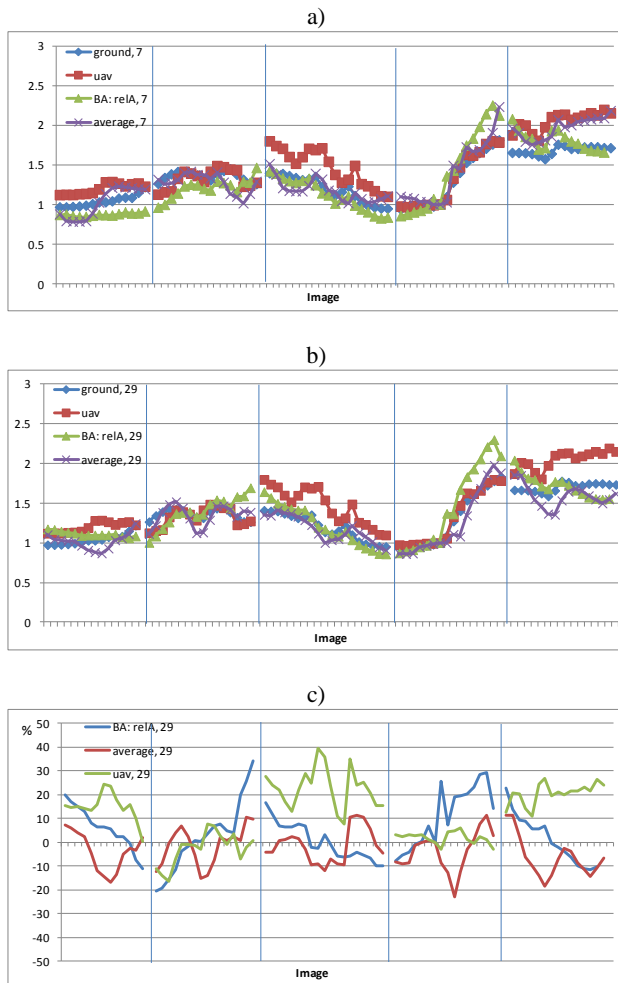 a)
3
2.5
2
1.5
1
0.5
0
ground, 7
uav
BA: relA, 7
average, 7
Image
b)
3
2.5
2
1.5
1
0.5
0
ground, 29
uav
BA: relA, 29
average, 29
Image
c)
%
50
40
30
20
10
0
-10
-20
-30
-40
-50
BA: relA, 29
average, 29
uav, 29
Image